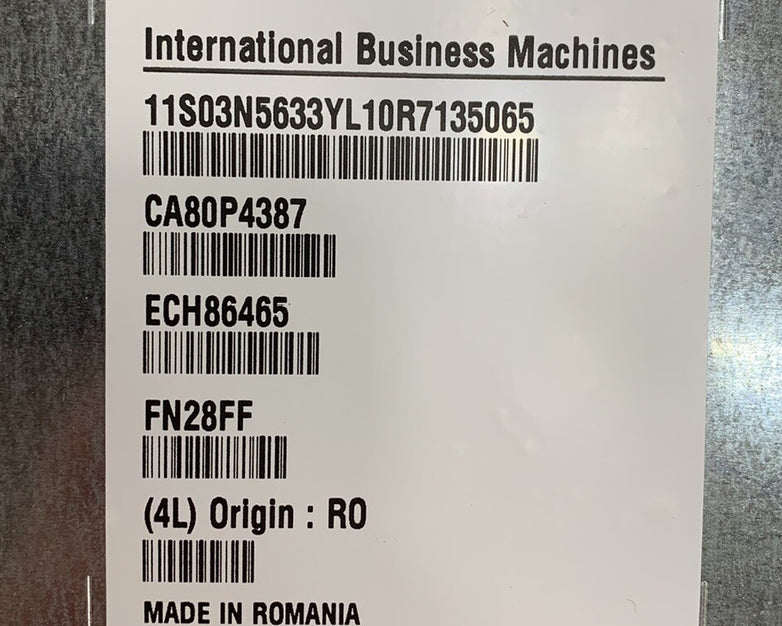 International Business Machines
11S03N5633YL10R7135065
CA80P4387
ECH86465
FN28FF
(4L) Origin : RO
MADE IN ROMANIA